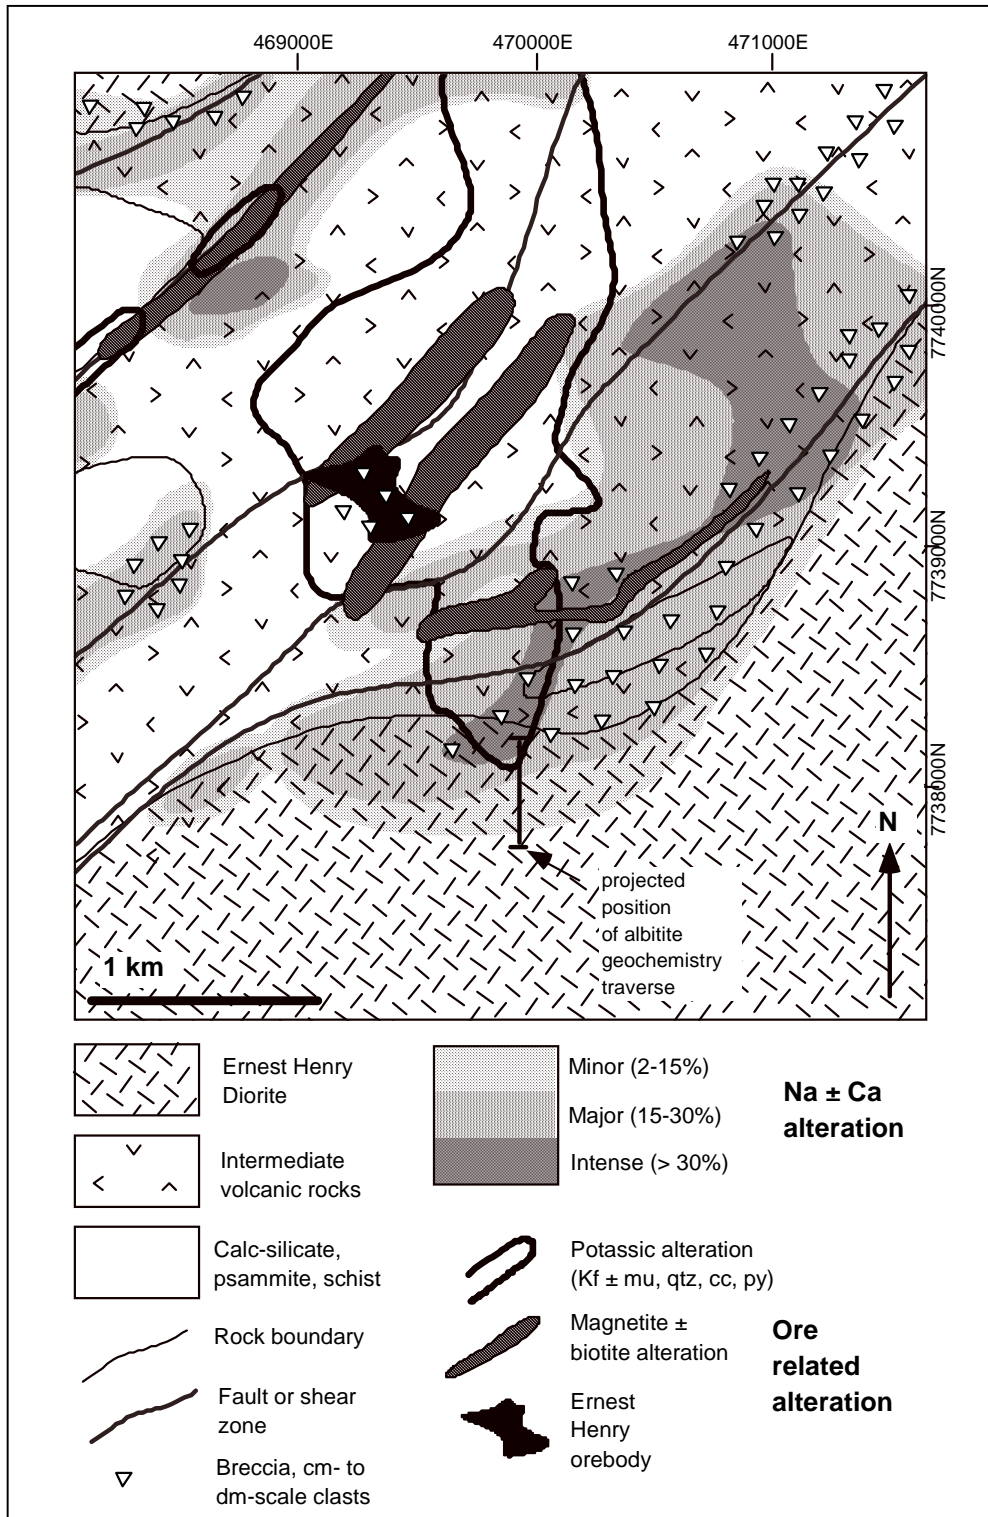 469000E
470000E
471000E
7740000N
7739000N
7738000N
N
projected
position
of albitite
geochemistry
traverse
1 km
Ernest Henry
Diorite
Intermediate
volcanic rocks
Calc-silicate,
psammite, schist
Rock boundary
Fault or shear
zone
Breccia, cm- to
dm-scale clasts
Minor (2-15%)
Major (15-30%)
Intense (> 30%)
Na ± Ca
alteration
Potassic alteration
(Kf ± mu, qtz, cc, py)
Magnetite ±
biotite alteration
Ernest
Henry
orebody
Ore
related
alteration